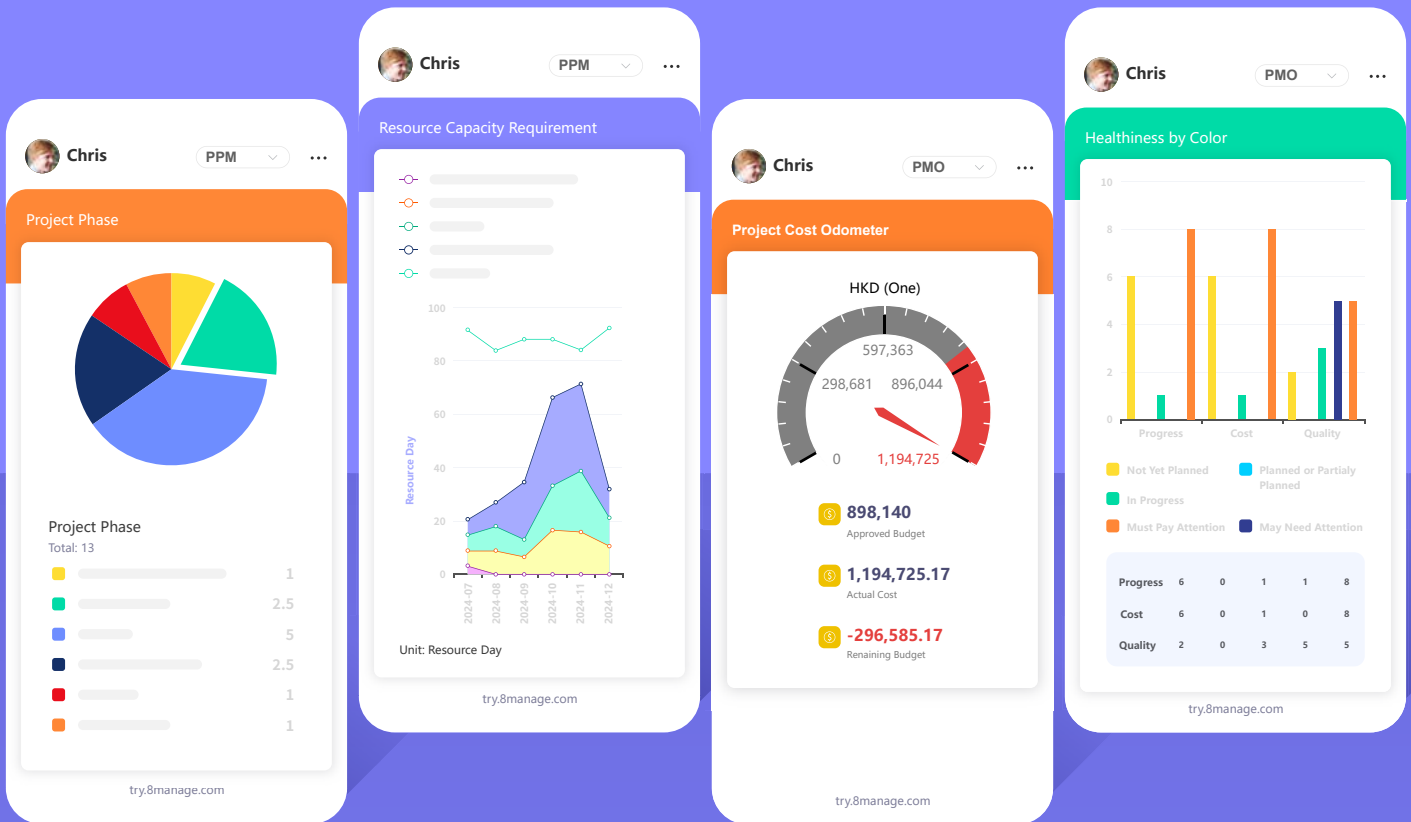 Chris
PPM
Project Phase
Project Phase
Total: 13
1
2.5
5
2.5
1
1
try.8manage.com
Chris
PPM
Resource Capacity Requirement
100
80
60
40
20
0
Resource Day
2024-07
2024-08
2024-09
2024-10
2024-11
2024-12
Unit: Resource Day
try.8manage.com
Chris
PMO
Project Cost Odometer
HKD (One)
597,363
298,681 896,044
0 1,194,725
898,140
Approved Budget
1,194,725.17
Actual Cost
-296,585.17
Renaining Budget
try.8manage.com
Chris
PMO
Healthiness by Color
10
8
6
4
2
0
Progress Cost Quality
Not Yet Planned
Planned or Partialy
Planned
In Progress
Must Pay Attention
May Need Attention
Progress 6 0 1 1 8
Cost 6 0 1 0 8
Quality 2 0 3 5 5
try.8manage.com